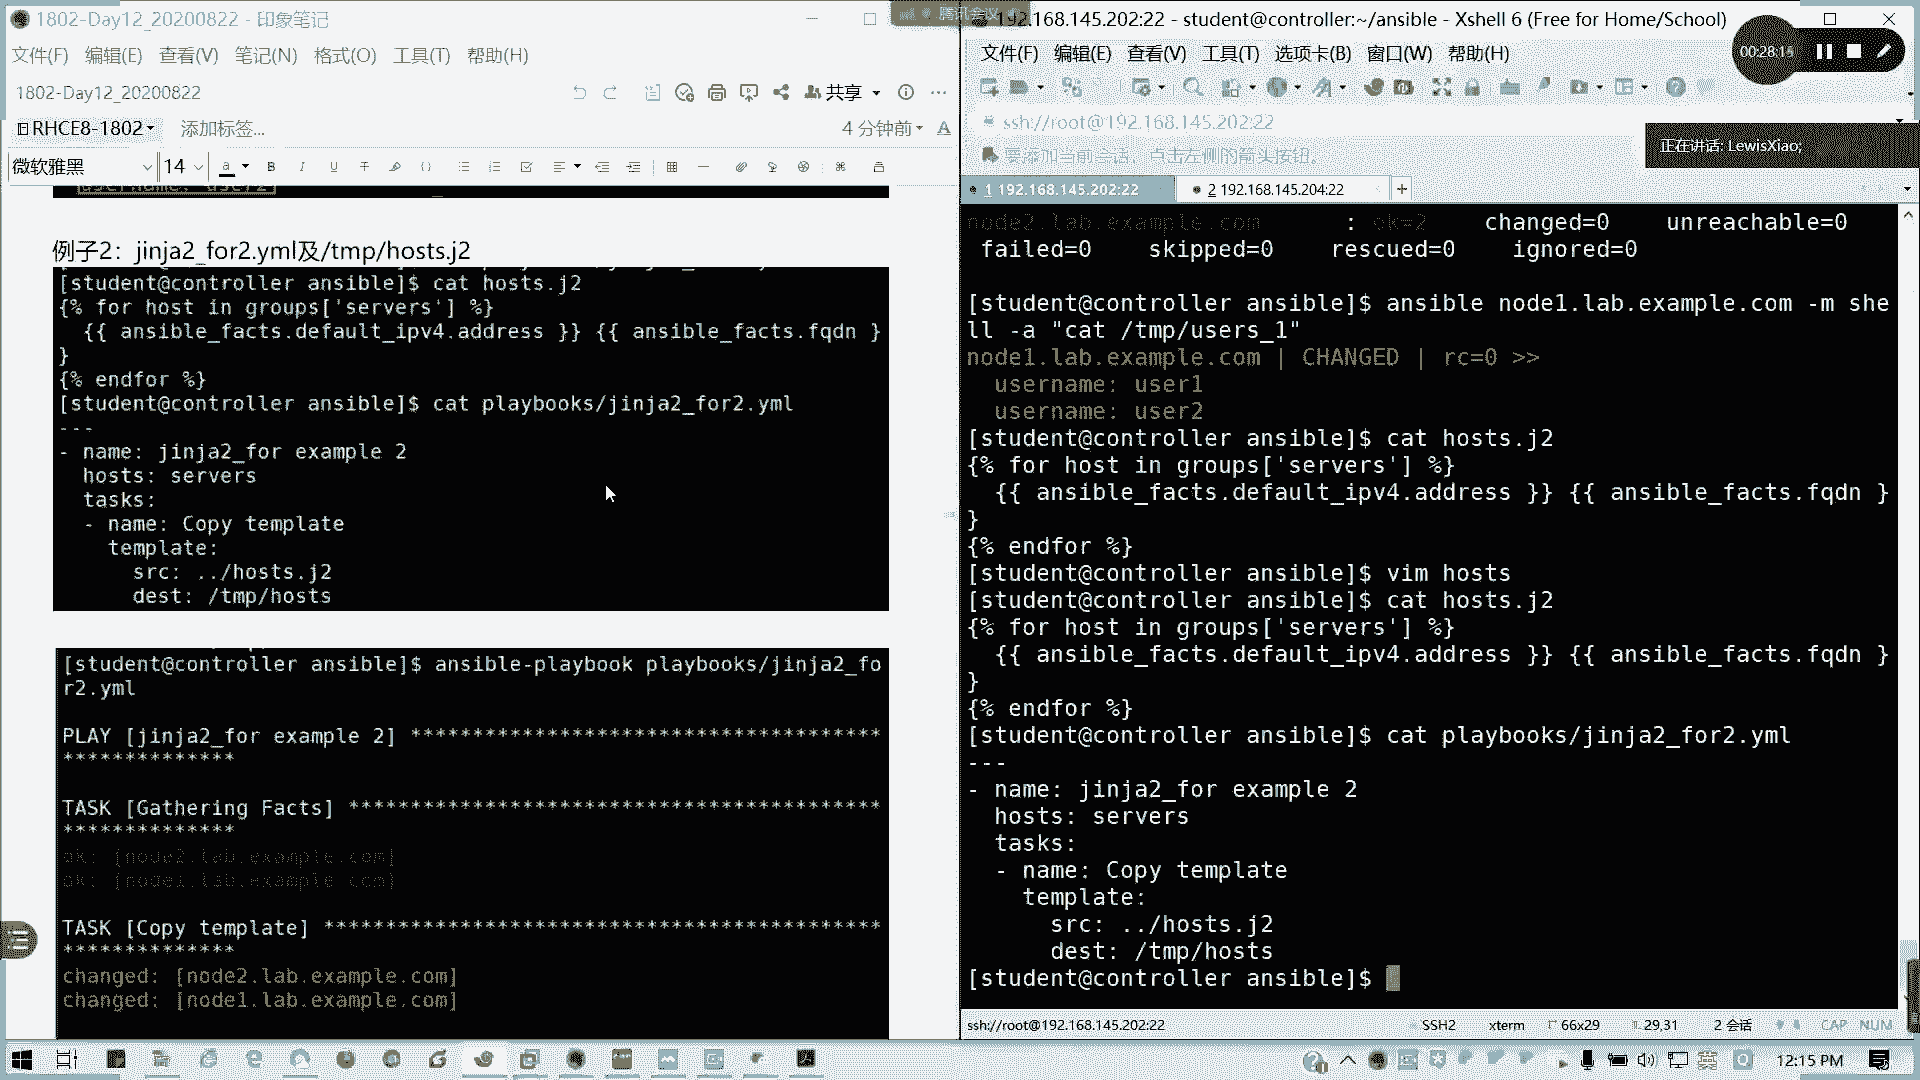 1802-Day12_20200822 - 印象笔记
文件(F) 编辑(E) 查看(V) 笔记(N) 格式(O) 工具(T) 帮助(H)
1802-Day12_20200822
共享
RHCE8-1802 添加标签...
4 分钟前
微软雅黑 14
[username: user2]
例子2：jinja2_for2.yml及/tmp/hosts.j2
[student@controller ansible]$ cat hosts.j2
{% for host in groups['servers'] %}
{{ ansible_facts.default_ipv4.address }} {{ ansible_facts.fqdn }
}
{% endfor %}
[student@controller ansible]$ cat playbooks/jinja2_for2.yml
---
- name: jinja2_for example 2
hosts: servers
tasks:
- name: Copy template
template:
src: ../hosts.j2
dest: /tmp/hosts
[student@controller ansible]$ ansible-playbook playbooks/jinja2_fo
r2.yml
PLAY [jinja2_for example 2] **************************************
**************
TASK [Gathering Facts] *******************************************
**************
ok: [node2.lab.example.com]
ok: [node1.lab.example.com]
TASK [Copy template] *********************************************
**************
changed: [node2.lab.example.com]
changed: [node1.lab.example.com]
腾讯会议
192.168.145.202:22 - student@controller:~/ansible - Xshell 6 (Free for Home/School)
文件(F) 编辑(E) 查看(V) 工具(T) 选项卡(B) 窗口(W) 帮助(H)
00:28:15
ssh://root@192.168.145.202:22
要添加当前会话，点击左侧的箭头按钮。
正在讲话: LewisXiao;
1 192.168.145.202:22
2 192.168.145.204:22
node2.lab.example.com : ok=2 changed=0 unreachable=0
failed=0 skipped=0 rescued=0 ignored=0
[student@controller ansible]$ ansible node1.lab.example.com -m she
ll -a "cat /tmp/users_1"
node1.lab.example.com | CHANGED | rc=0 >>
username: user1
username: user2
[student@controller ansible]$ cat hosts.j2
{% for host in groups['servers'] %}
{{ ansible_facts.default_ipv4.address }} {{ ansible_facts.fqdn }
}
{% endfor %}
[student@controller ansible]$ vim hosts
[student@controller ansible]$ cat hosts.j2
{% for host in groups['servers'] %}
{{ ansible_facts.default_ipv4.address }} {{ ansible_facts.fqdn }
}
{% endfor %}
[student@controller ansible]$ cat playbooks/jinja2_for2.yml
---
- name: jinja2_for example 2
hosts: servers
tasks:
- name: Copy template
template:
src: ../hosts.j2
dest: /tmp/hosts
[student@controller ansible]$
ssh://root@192.168.145.202:22 SSH2 xterm 66x29 29,31 2 会话 CAP NUM
英 12:15 PM